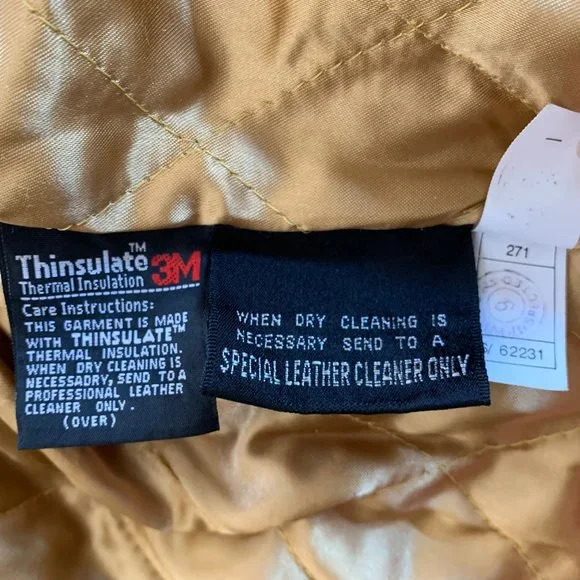 Thinsulate™ 3M
Thermal Insulation
Care Instructions:
THIS GARMENT IS MADE
WITH THINSULATE™
THERMAL INSULATION.
WHEN DRY CLEANING IS
NECESSADRY, SEND TO A
PROFESSIONAL LEATHER
CLEANER ONLY.
(OVER)
WHEN DRY CLEANING IS
NECESSARY SEND TO A
SPECIAL LEATHER CLEANER ONLY
271
6
/ 62231